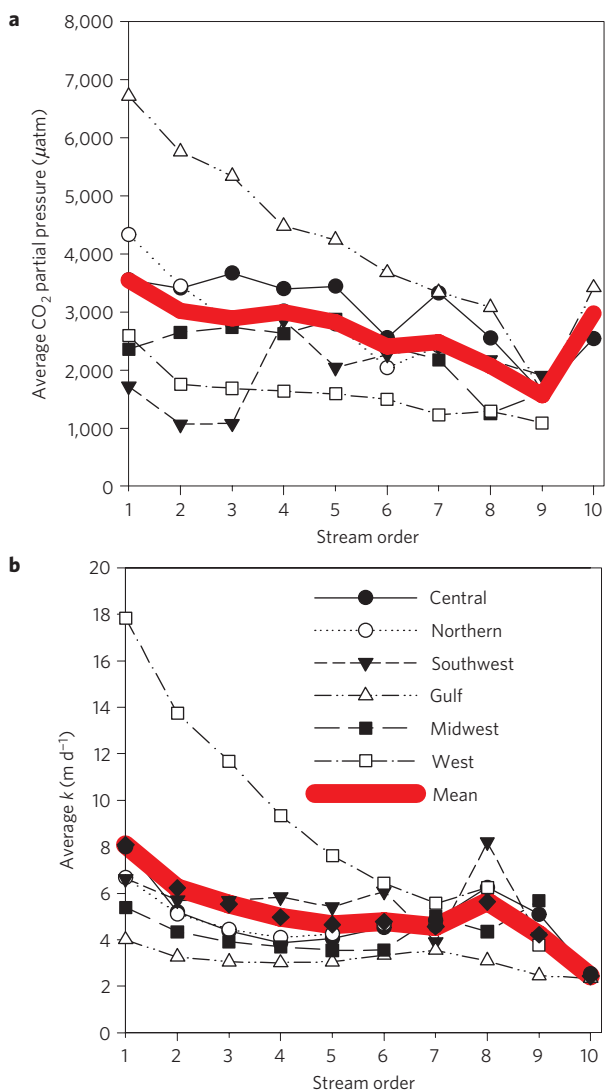 a
8,000
7,000
6,000
5,000
4,000
3,000
2,000
1,000
0
Average CO₂ partial pressure (μatm)
1 2 3 4 5 6 7 8 9 10
Stream order
b
20
18
16
14
12
10
8
6
4
2
0
Average k (m d⁻¹)
Central
Northern
Southwest
Gulf
Midwest
West
Mean
1 2 3 4 5 6 7 8 9 10
Stream order